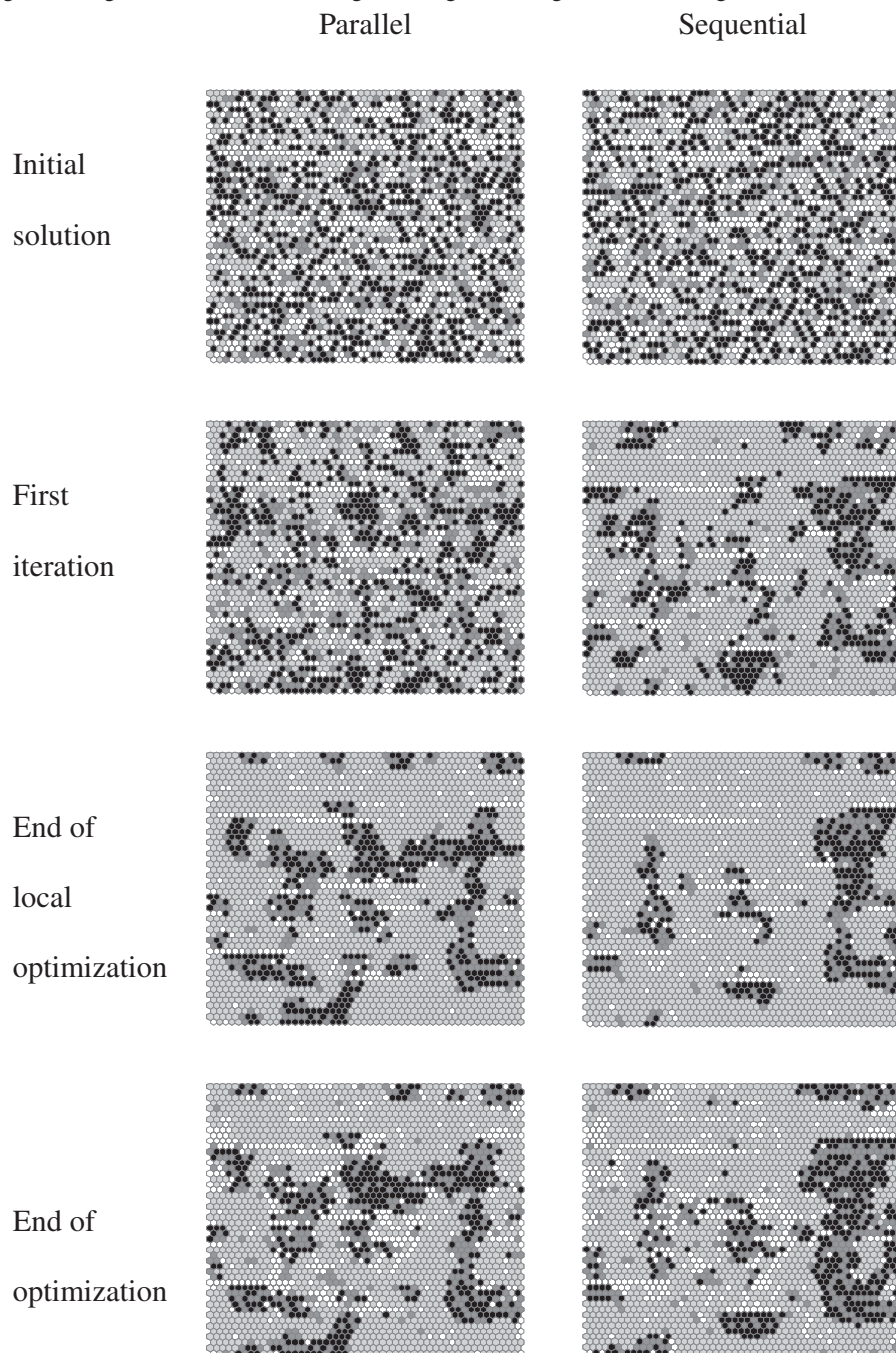 Parallel Sequential
Initial
solution
First
iteration
End of
local
optimization
End of
optimization